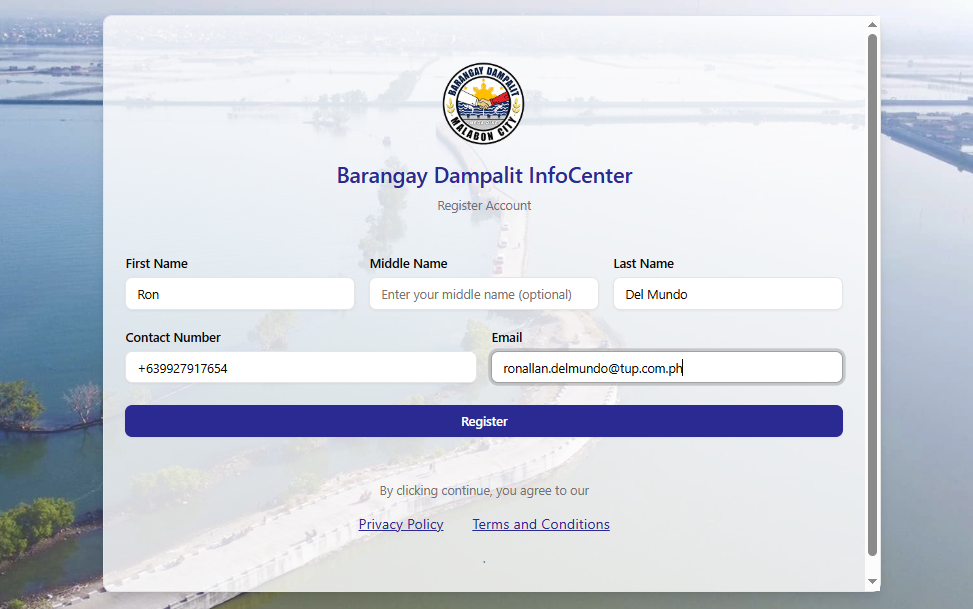 BARANGAY DAMPALIT
MALABON CITY
Barangay Dampalit InfoCenter
Register Account
First Name
Middle Name
Last Name
Ron
Enter your middle name (optional)
Del Mundo
Contact Number
Email
+639927917654
ronallan.delmundo@tup.com.ph
Register
By clicking continue, you agree to our
Privacy Policy
Terms and Conditions
.